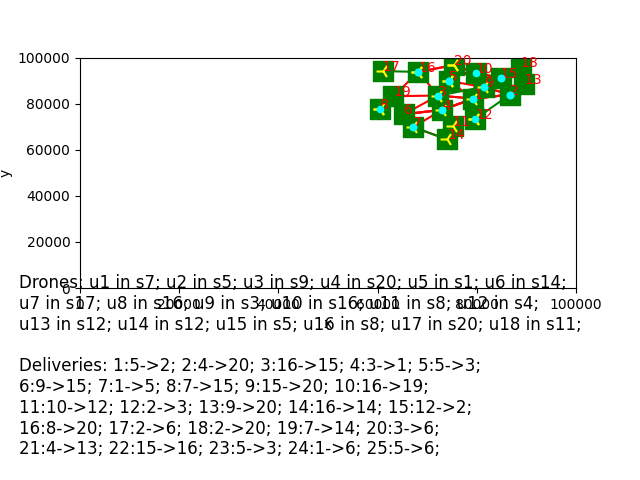 100000
80000
60000
40000
20000
0
y
17
16
20
10
18
13
19
12
14
0
20000
40000
60000
80000
100000
x
Drones: u1 in s7; u2 in s5; u3 in s9; u4 in s20; u5 in s1; u6 in s14;
u7 in s17; u8 in s16; u9 in s3; u10 in s16; u11 in s8; u12 in s4;
u13 in s12; u14 in s12; u15 in s5; u16 in s8; u17 in s20; u18 in s11;
Deliveries: 1:5->2; 2:4->20; 3:16->15; 4:3->1; 5:5->3;
6:9->15; 7:1->5; 8:7->15; 9:15->20; 10:16->19;
11:10->12; 12:2->3; 13:9->20; 14:16->14; 15:12->2;
16:8->20; 17:2->6; 18:2->20; 19:7->14; 20:3->6;
21:4->13; 22:15->16; 23:5->3; 24:1->6; 25:5->6;